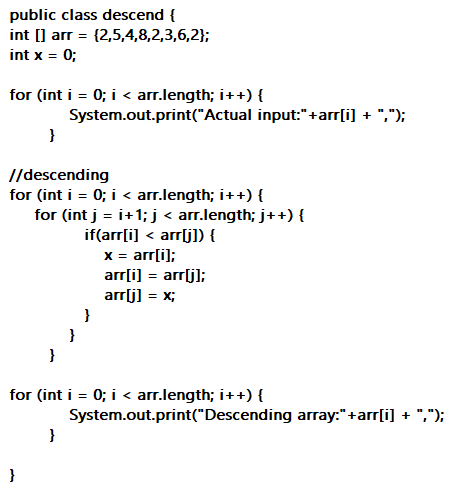 public class descend {
int [] arr = {2,5,4,8,2,3,6,2};
int x = 0;
for (int i = 0; i < arr.length; i++) {
System.out.print("Actual input:"+arr[i] + ",");
}
//descending
for (int i = 0; i < arr.length; i++) {
for (int j = i+1; j < arr.length; j++) {
if(arr[i] < arr[j]) {
x = arr[i];
arr[i] = arr[j];
arr[j] = x;
}
}
}
for (int i = 0; i < arr.length; i++) {
System.out.print("Descending array:"+arr[i] + ",");
}
}